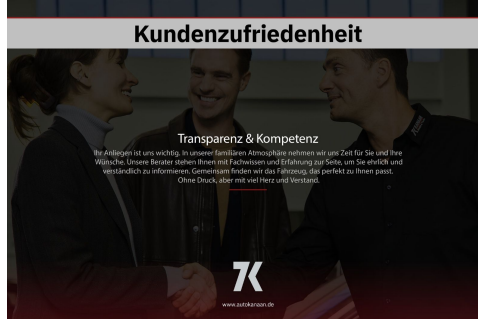 Kundenzufriedenheit
Transparenz & Kompetenz
Ihr Anliegen ist uns wichtig. In unserer familiären Atmosphäre nehmen wir uns Zeit für Sie und Ihre
Wünsche. Unsere Berater stehen Ihnen mit Fachwissen und Erfahrung zur Seite, um Sie ehrlich und
verständlich zu informieren. Gemeinsam finden wir das Fahrzeug, das perfekt zu Ihnen passt.
Ohne Druck, aber mit viel Herz und Verstand.
7K
www.autokanaan.de